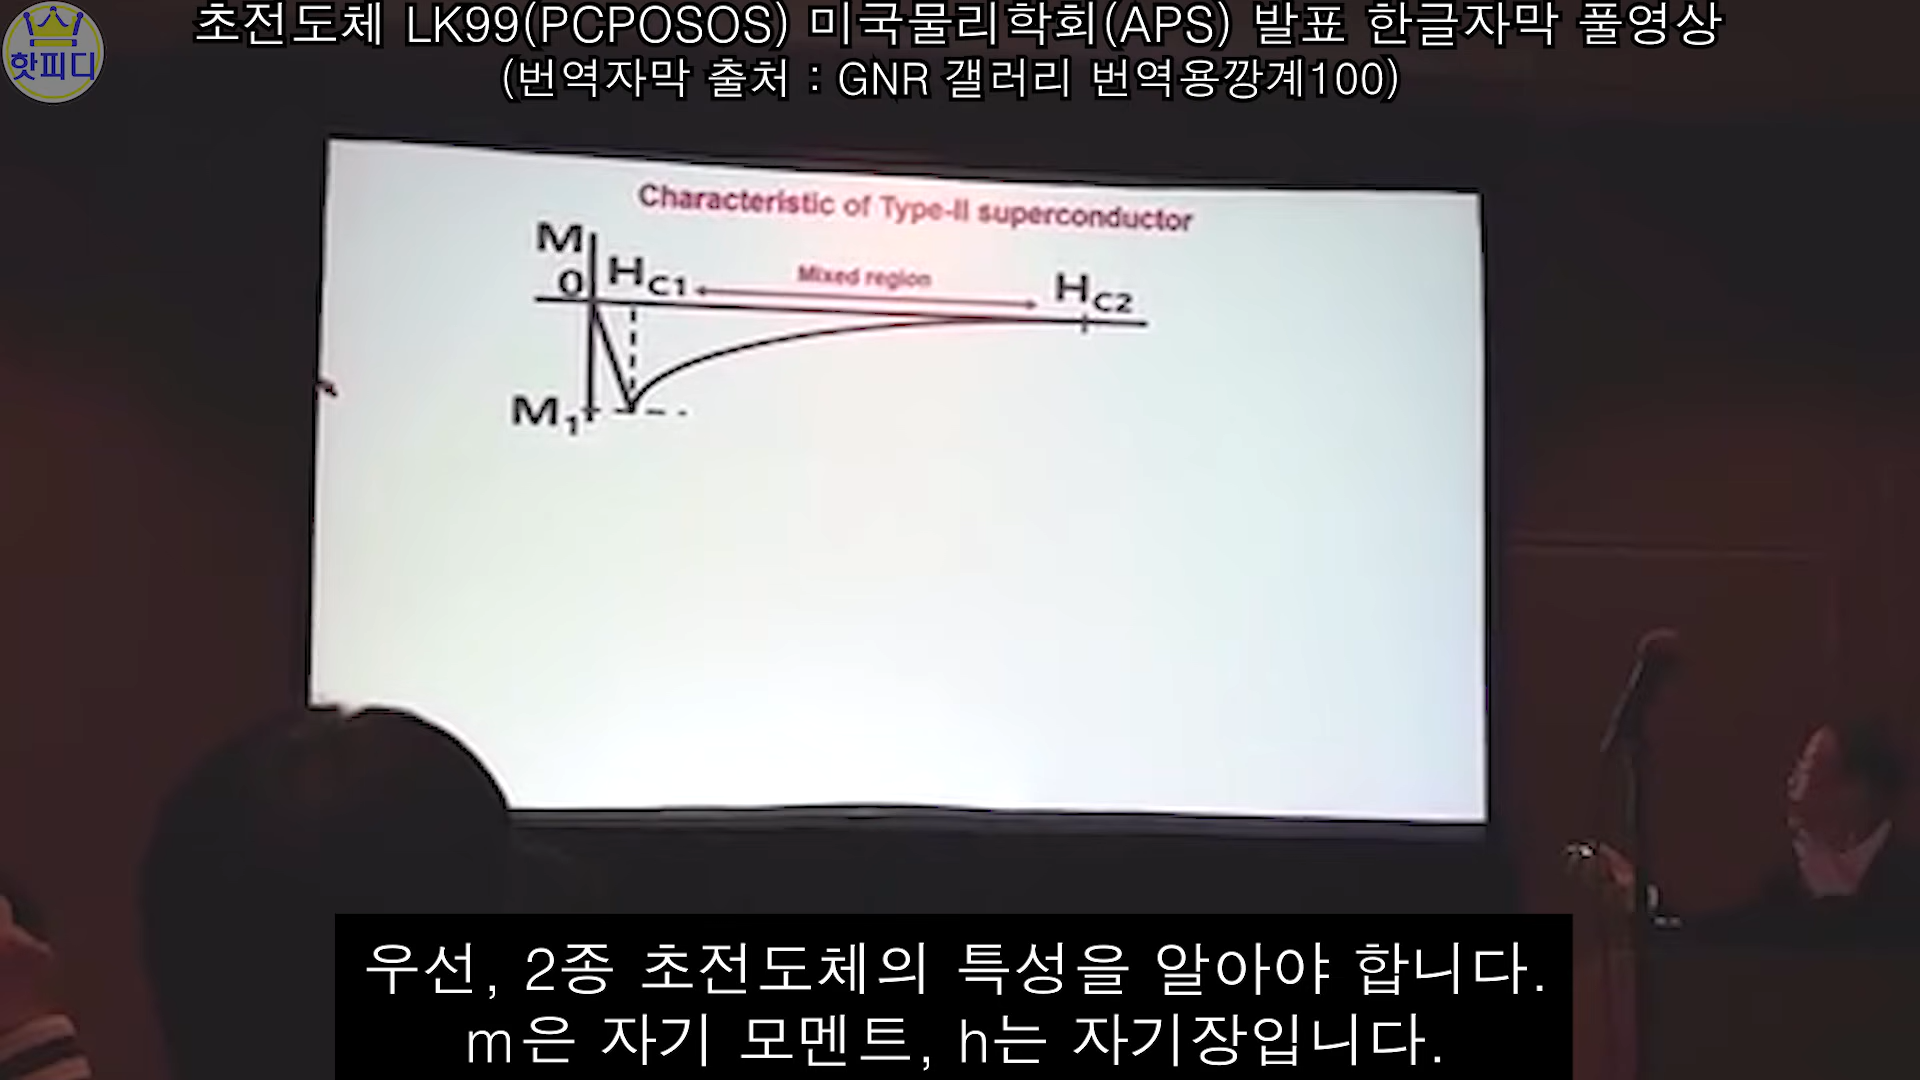 초전도체 LK99(PCPOSOS) 미국물리학회(APS) 발표 한글자막 풀영상
(번역자막 출처 : GNR 갤러리 번역용깡계100)
핫피디
Characteristic of Type-II superconductor
M
0
HC1
Mixed region
HC2
M1
우선, 2종 초전도체의 특성을 알아야 합니다.
m은 자기 모멘트, h는 자기장입니다.